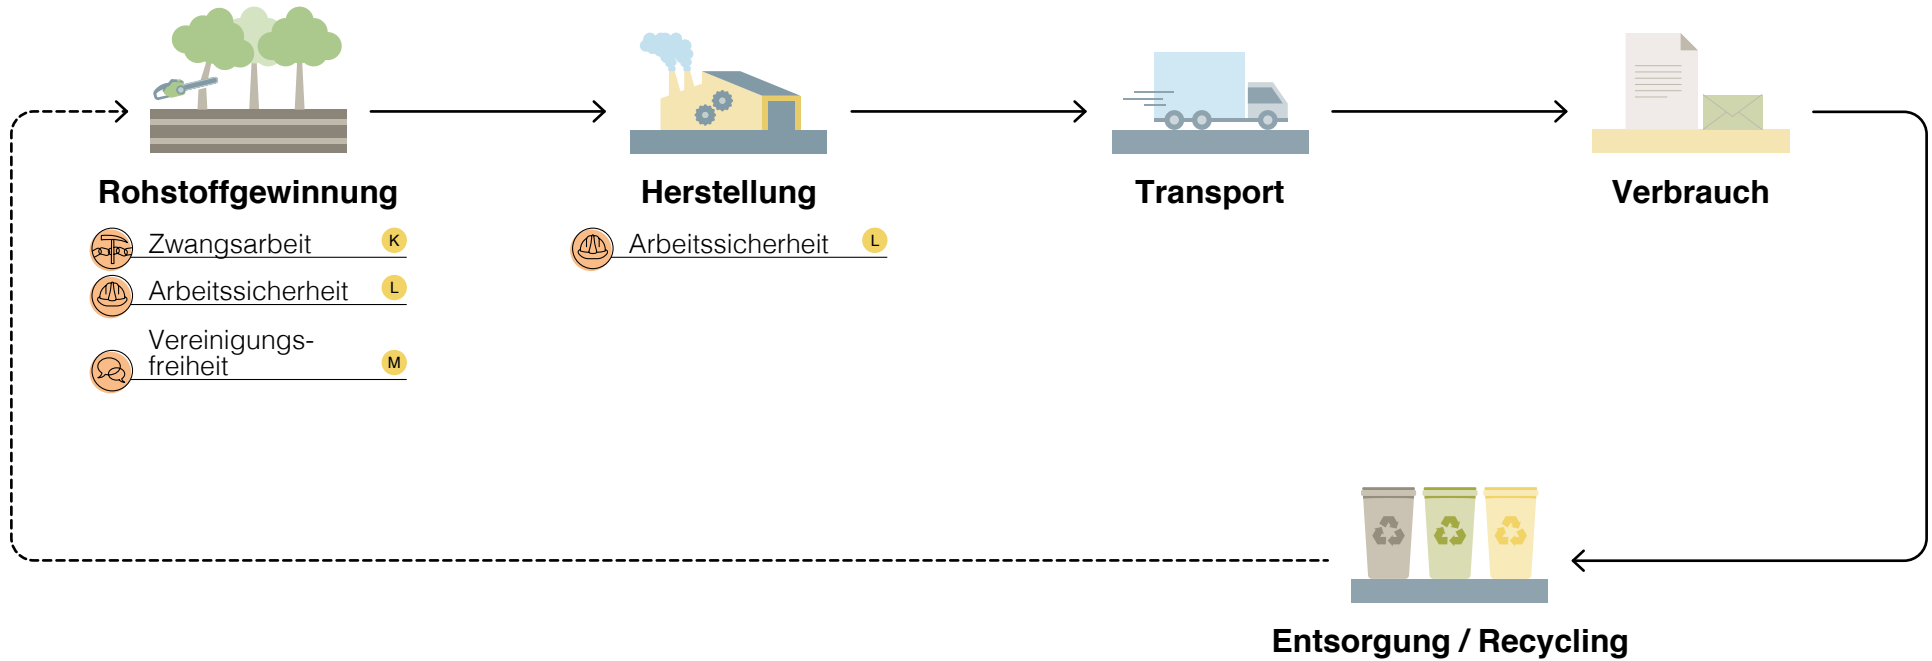 Rohstoffgewinnung
Zwangsarbeit K
Arbeitssicherheit L
Vereinigungs-
freiheit M
Herstellung
Arbeitssicherheit L
Transport
Verbrauch
Entsorgung / Recycling